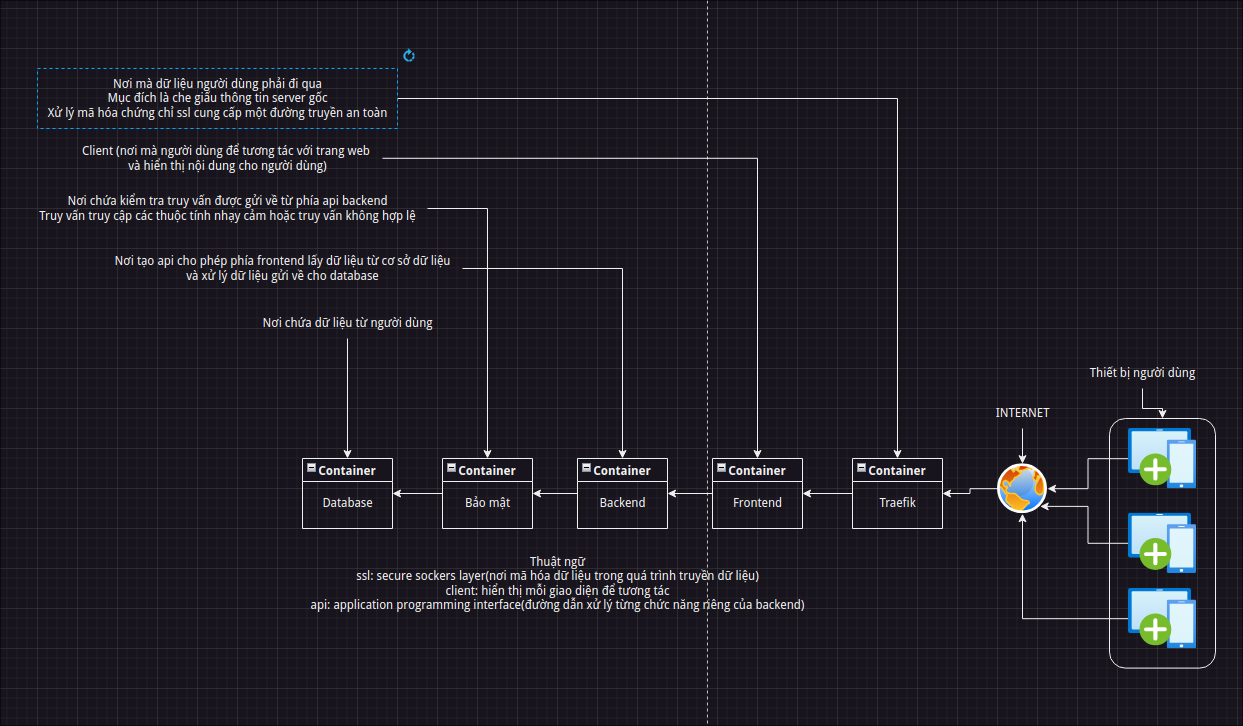 Nơi mà dữ liệu người dùng phải đi qua
Mục đích là che giấu thông tin server gốc
Xử lý mã hóa chứng chỉ ssl cung cấp một đường truyền an toàn
Client (nơi mà người dùng để tương tác với trang web
và hiển thị nội dung cho người dùng)
Nơi chứa kiểm tra truy vấn được gửi về từ phía api backend
Truy vấn truy cập các thuộc tính nhạy cảm hoặc truy vấn không hợp lệ
Nơi tạo api cho phép phía frontend lấy dữ liệu từ cơ sở dữ liệu
và xử lý dữ liệu gửi về cho database
Nơi chứa dữ liệu từ người dùng
Thiết bị người dùng
INTERNET
Container
Database
Container
Bảo mật
Container
Backend
Container
Frontend
Container
Traefik
Thuật ngữ
ssl: secure sockers layer(nơi mã hóa dữ liệu trong quá trình truyền dữ liệu)
client: hiển thị mỗi giao diện để tương tác
api: application programming interface(đường dẫn xử lý từng chức năng riêng của backend)